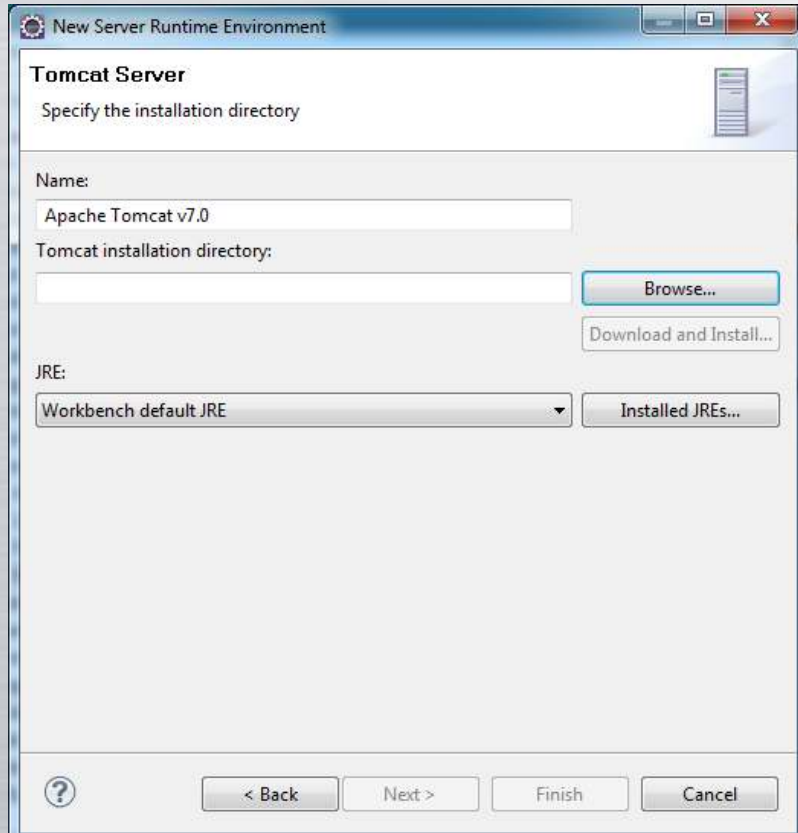 New Server Runtime Environment
Tomcat Server
Specify the installation directory
Name:
Apache Tomcat v7.0
Tomcat installation directory:
Browse...
Download and Install...
JRE:
Workbench default JRE
Installed JREs...
?
< Back
Next >
Finish
Cancel